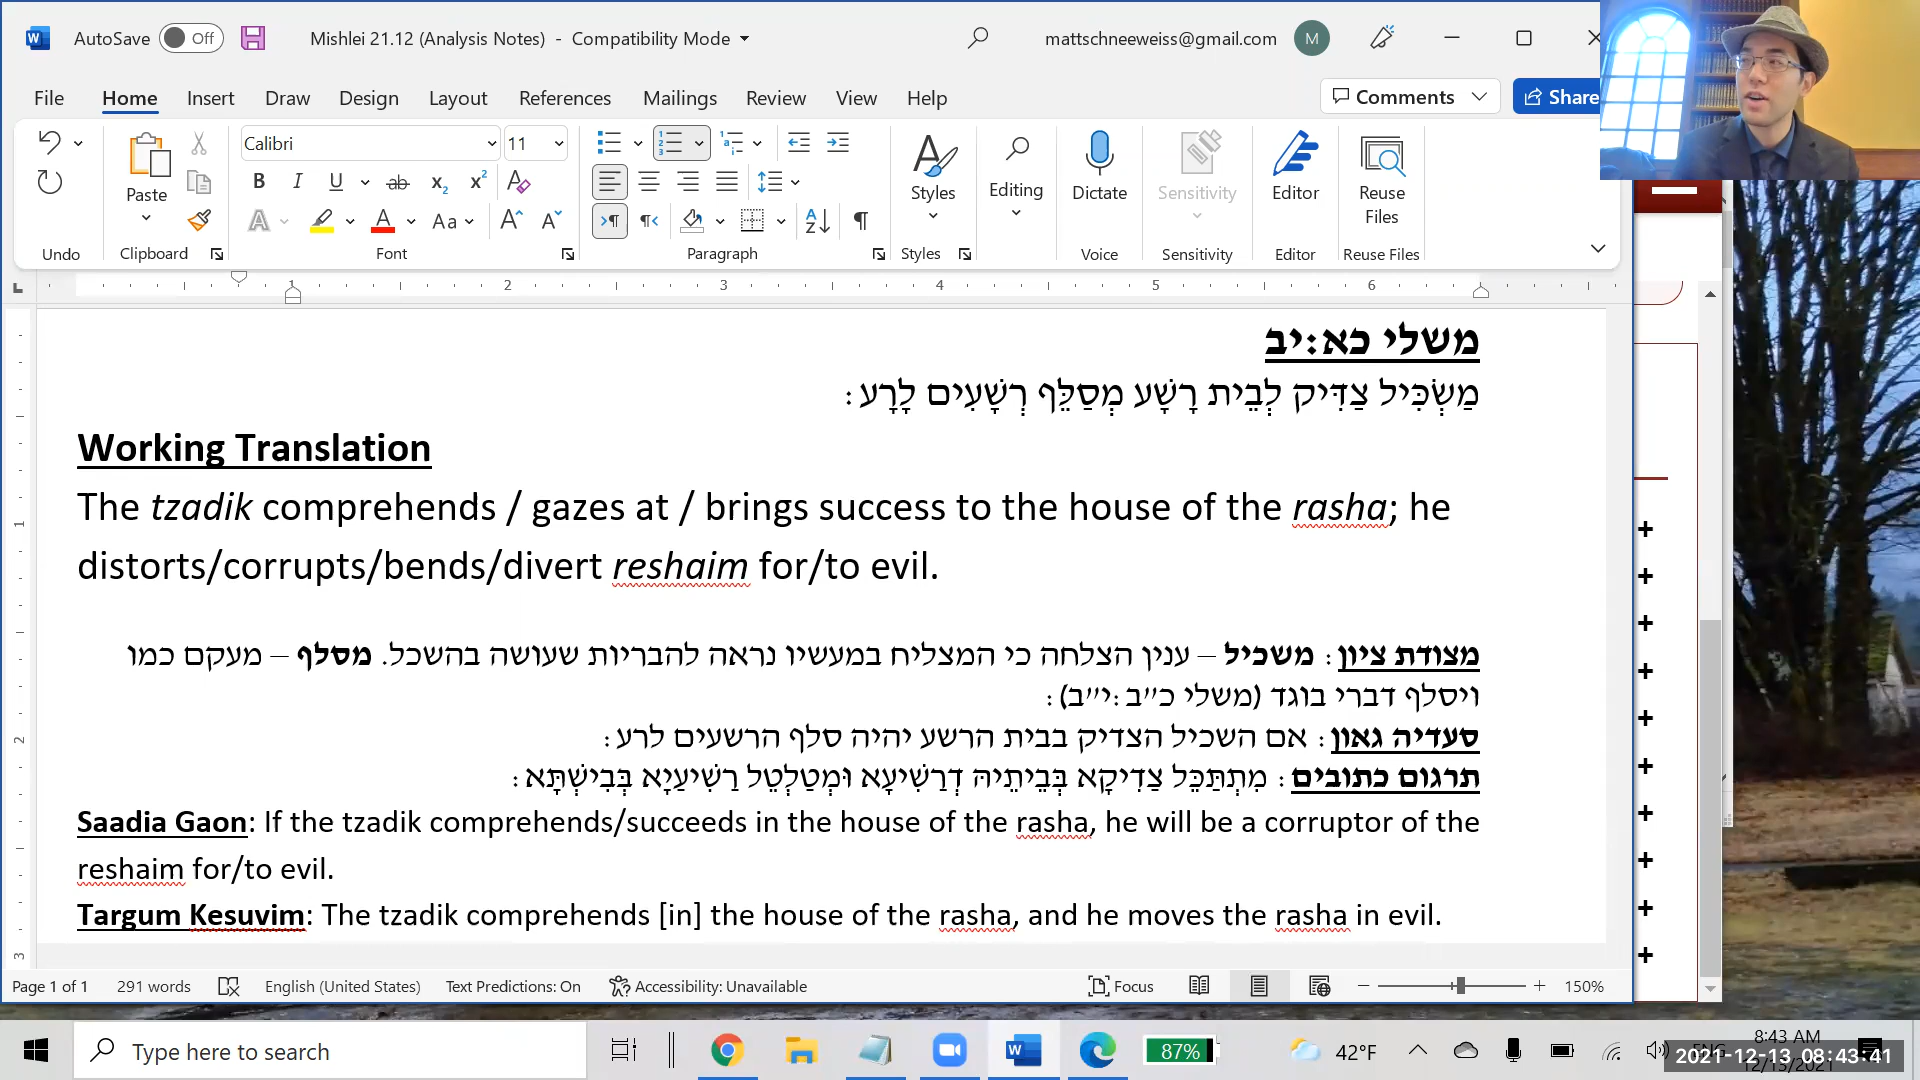 AutoSave Off Mishlei 21.12 (Analysis Notes) - Compatibility Mode mattschneeweiss@gmail.com M
File Home Insert Draw Design Layout References Mailings Review View Help Comments Share
Calibri 11
Paste Styles Editing Dictate Sensitivity Editor Reuse Files
Undo Clipboard Font Paragraph Styles Voice Sensitivity Editor Reuse Files
1 2 3 4 5 6
משלי כא:יב
מַשְׂכִּיל צַדִּיק לְבֵית רָשָׁע מְסַלֵּף רְשָׁעִים לָרָע:
Working Translation
The tzadik comprehends / gazes at / brings success to the house of the rasha; he
distorts/corrupts/bends/divert reshaim for/to evil.
מצודת ציון: משכיל – ענין הצלחה כי המצליח במעשיו נראה להבריות שעושה בהשכל. מסלף – מעקם כמו
ויסלף דברי בוגד (משלי כ״ב:י״ב):
סעדיה גאון: אם השכיל הצדיק בבית הרשע יהיה סלף הרשעים לרע:
תרגום כתובים: מִתְתַּכֵּל צַדִיקָא בְּבֵיתֵיהּ דְרַשִׁיעָא וּמְטַלְטֵל רַשִׁיעַיָא בְּבִישְׁתָּא:
Saadia Gaon: If the tzadik comprehends/succeeds in the house of the rasha, he will be a corruptor of the
reshaim for/to evil.
Targum Kesuvim: The tzadik comprehends [in] the house of the rasha, and he moves the rasha in evil.
Page 1 of 1 291 words English (United States) Text Predictions: On Accessibility: Unavailable Focus 150%
Type here to search 87% 42°F 8:43 AM
2021-12-13 08:43:41